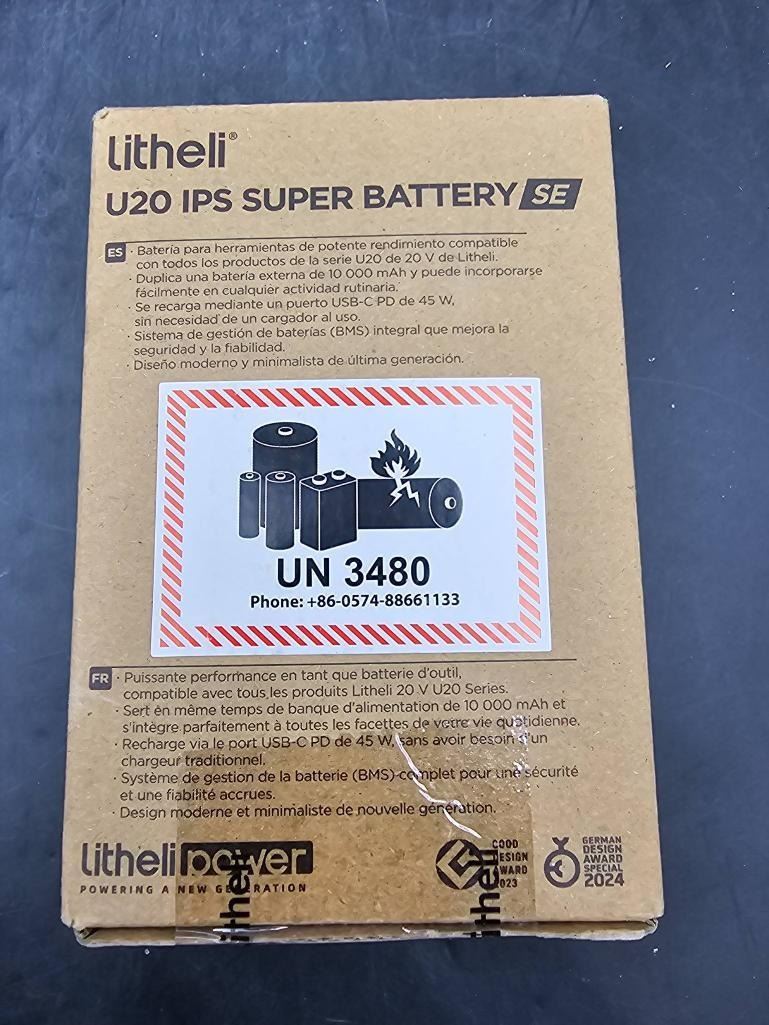 Litheli®
U20 IPS SUPER BATTERY SE
ES · Batería para herramientas de potente rendimiento compatible
con todos los productos de la serie U20 de 20 V de Litheli.
· Duplica una batería externa de 10 000 mAh y puede incorporarse
fácilmente en cualquier actividad rutinaria.
· Se recarga mediante un puerto USB-C PD de 45 W,
sin necesidad de un cargador al uso.
· Sistema de gestión de baterías (BMS) integral que mejora la
seguridad y la fiabilidad.
· Diseño moderno y minimalista de última generación.
UN 3480
Phone: +86-0574-88661133
FR · Puissante performance en tant que batterie d'outil,
compatible avec tous les produits Litheli 20 V U20 Series.
· Sert en même temps de banque d'alimentation de 10 000 mAh et
s'intègre parfaitement à toutes les facettes de votre vie quotidienne.
· Recharge via le port USB-C PD de 45 W, sans avoir besoin d'un
chargeur traditionnel.
· Système de gestion de la batterie (BMS) complet pour une sécurité
et une fiabilité accrues.
· Design moderne et minimaliste de nouvelle génération.
Litheli power
POWERING A NEW GENERATION
GOOD
DESIGN
AWARD
2023
GERMAN
DESIGN
AWARD
SPECIAL
2024